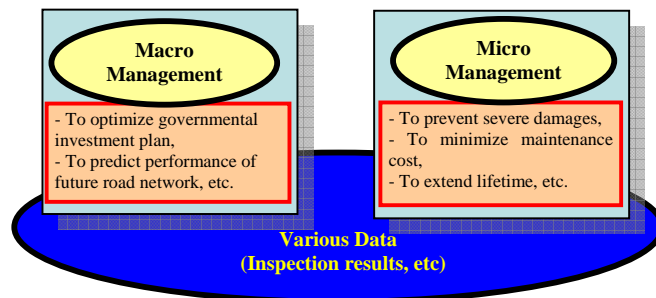 Macro
Management
- To optimize governmental
investment plan,
- To predict performance of
future road network, etc.
Micro
Management
- To prevent severe damages,
- To minimize maintenance
cost,
- To extend lifetime, etc.
Various Data
(Inspection results, etc)